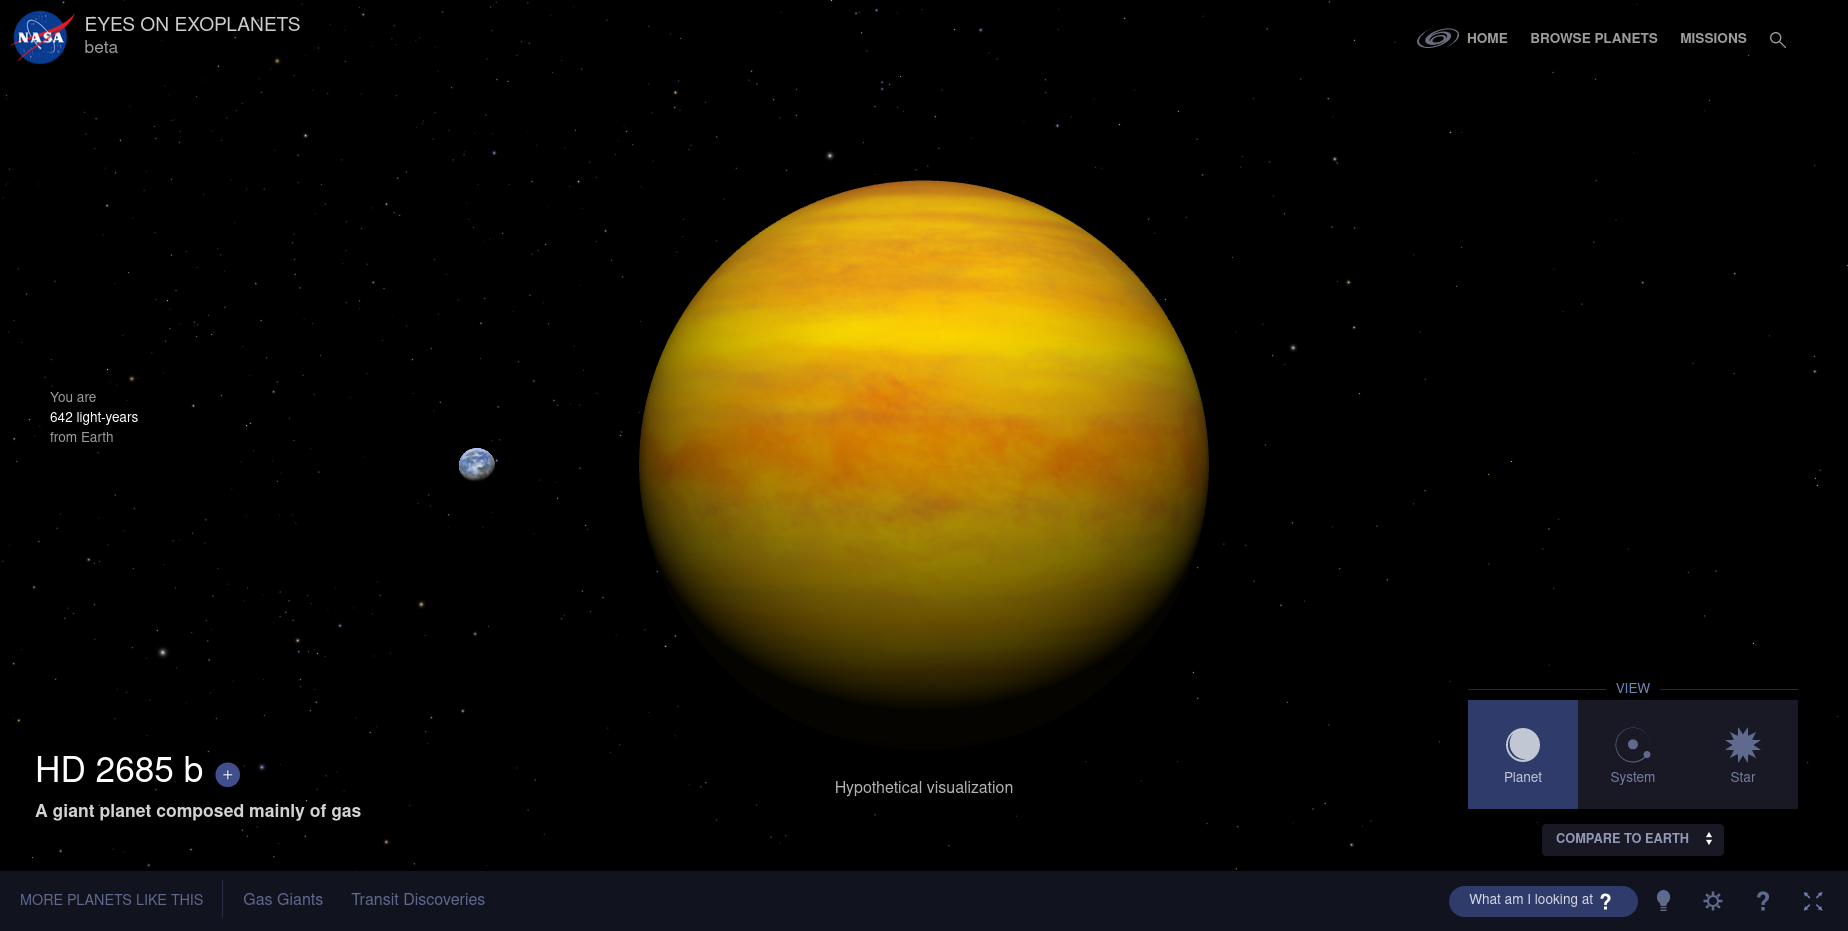 NASA
EYES ON EXOPLANETS
beta
HOME
BROWSE PLANETS
MISSIONS
You are
642 light-years
from Earth
HD 2685 b +
A giant planet composed mainly of gas
Hypothetical visualization
VIEW
Planet
System
Star
COMPARE TO EARTH
MORE PLANETS LIKE THIS
Gas Giants
Transit Discoveries
What am I looking at ?
?